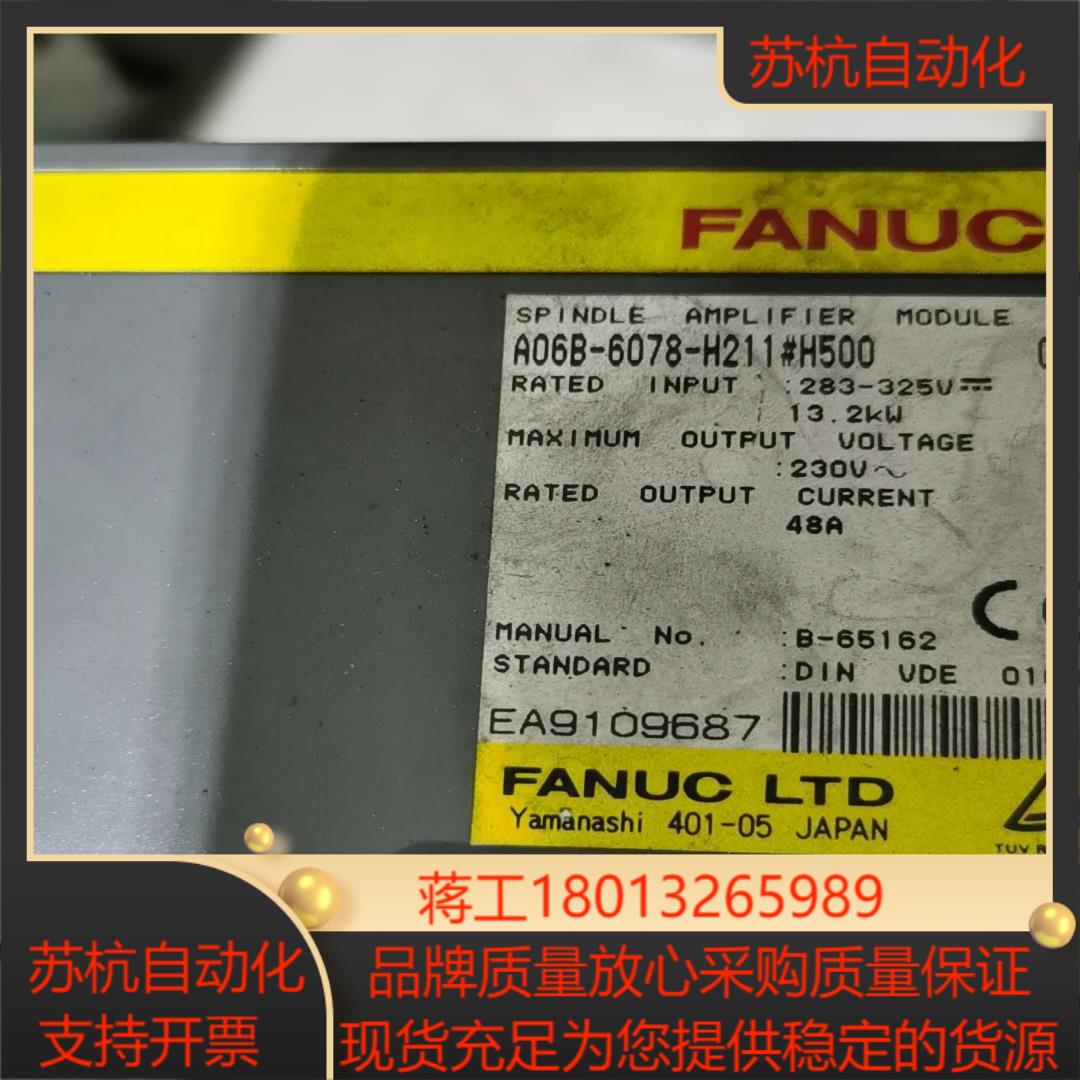 苏杭自动化
FANUC
SPINDLE AMPLIFIER MODULE
A06B-6078-H211#H500
RATED INPUT :283-325V⎓
13.2kW
MAXIMUM OUTPUT VOLTAGE
:230V~
RATED OUTPUT CURRENT
48A
MANUAL No. :B-65162
STANDARD :DIN VDE
EA9109687
FANUC LTD
Yamanashi 401-05 JAPAN
TUV
蒋工18013265989
苏杭自动化
支持开票
品牌质量放心采购质量保证
现货充足为您提供稳定的货源